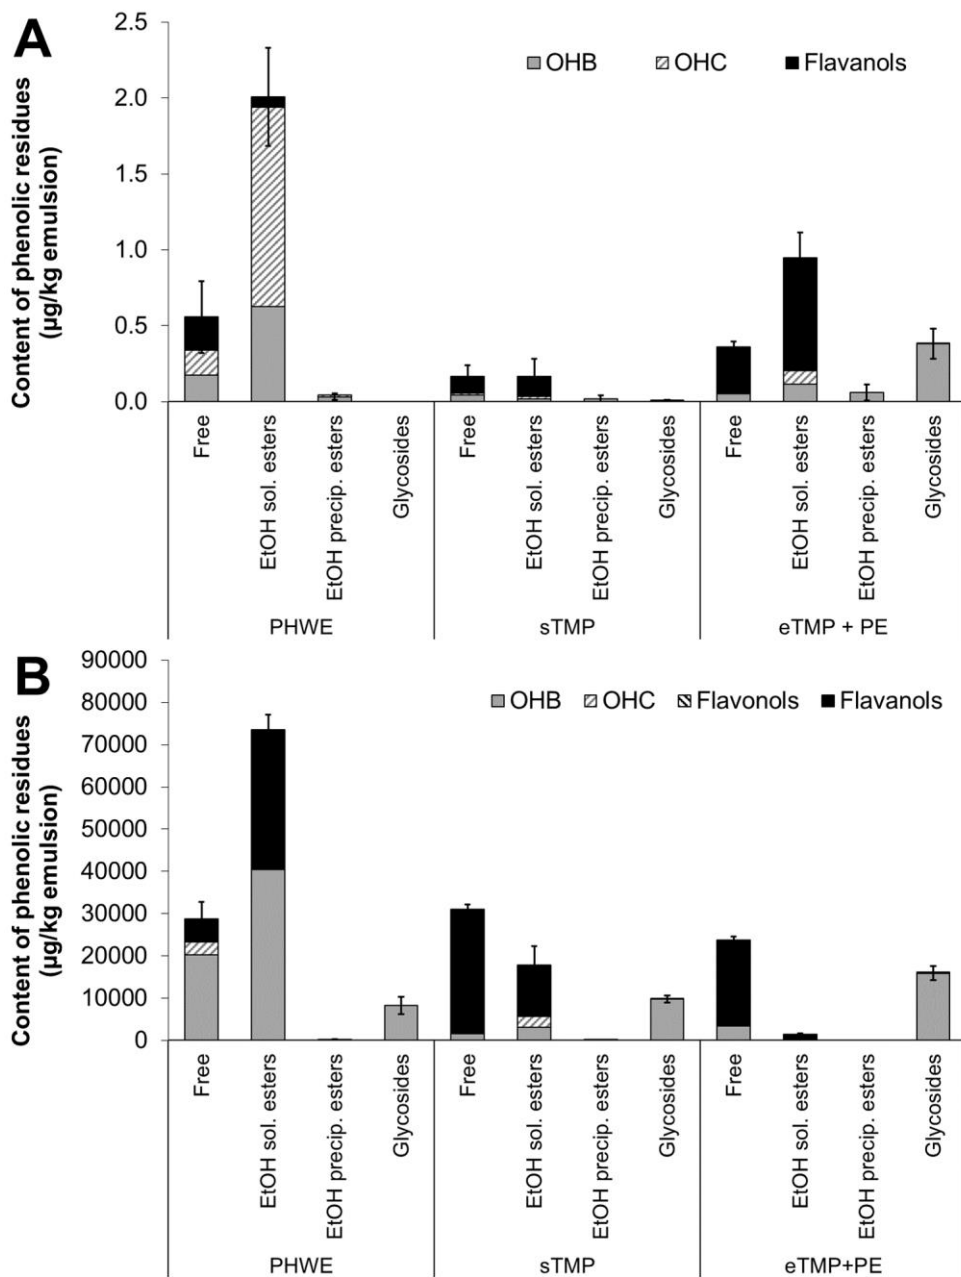 A
Content of phenolic residues
(µg/kg emulsion)
2.5
2.0
1.5
1.0
0.5
0.0
OHB
OHC
Flavanols
Free
EtOH sol. esters
EtOH precip. esters
Glycosides
Free
EtOH sol. esters
EtOH precip. esters
Glycosides
Free
EtOH sol. esters
EtOH precip. esters
Glycosides
PHWE
sTMP
eTMP + PE
B
Content of phenolic residues
(µg/kg emulsion)
90000
80000
70000
60000
50000
40000
30000
20000
10000
0
OHB
OHC
Flavonols
Flavanols
Free
EtOH sol. esters
EtOH precip. esters
Glycosides
Free
EtOH sol. esters
EtOH precip. esters
Glycosides
Free
EtOH sol. esters
EtOH precip. esters
Glycosides
PHWE
sTMP
eTMP+PE